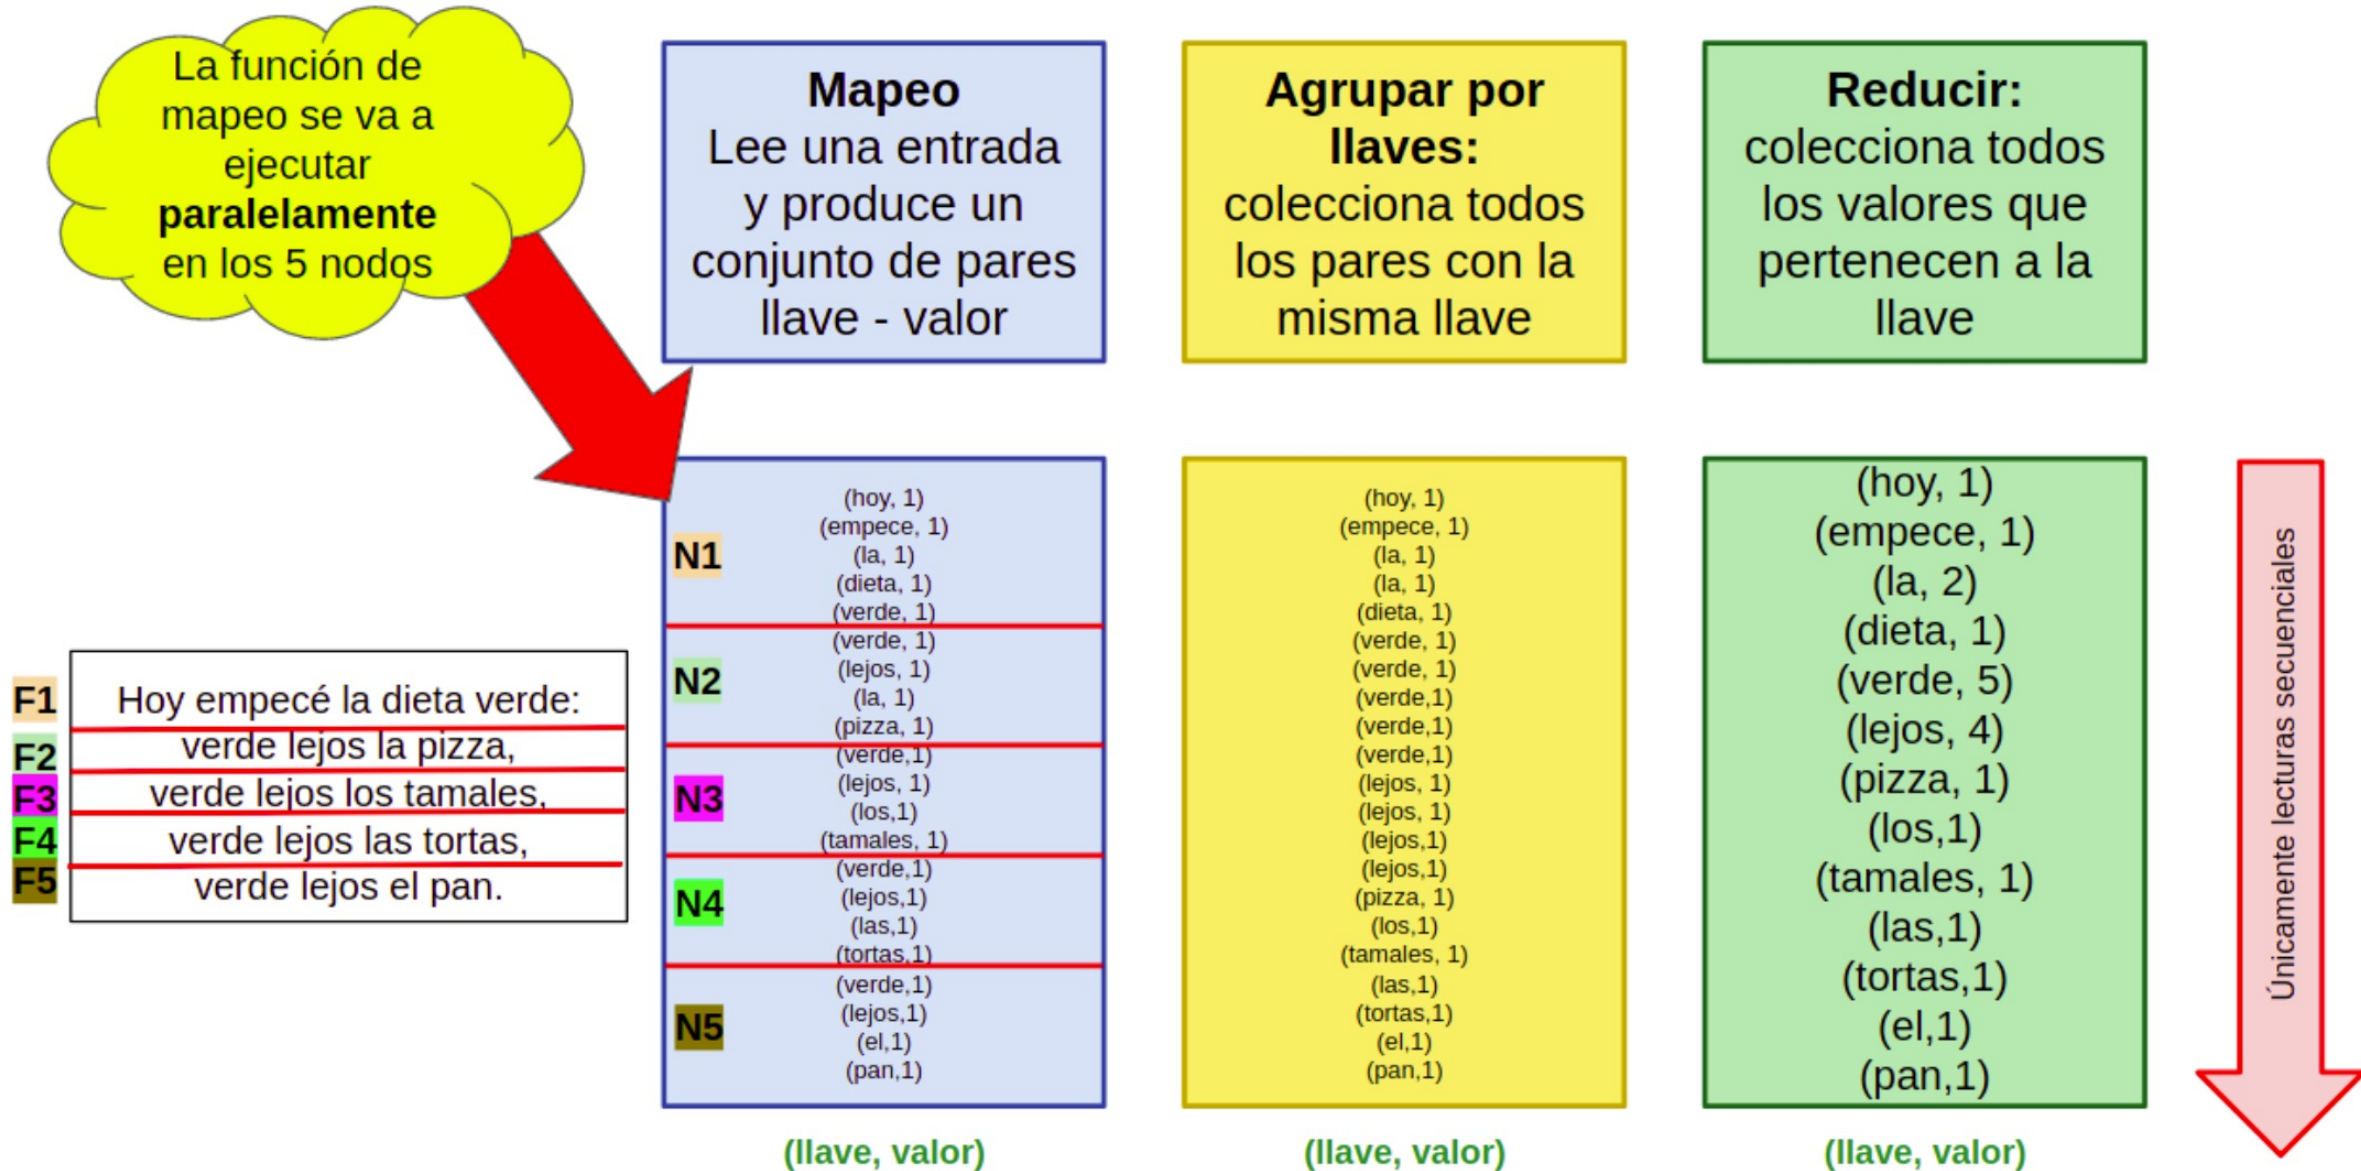 La función de
mapeo se va a
ejecutar
paralelamente
en los 5 nodos
Mapeo
Lee una entrada
y produce un
conjunto de pares
llave - valor
Agrupar por
llaves:
colecciona todos
los pares con la
misma llave
Reducir:
colecciona todos
los valores que
pertenecen a la
llave
F1
Hoy empecé la dieta verde:
F2
verde lejos la pizza,
F3
verde lejos los tamales,
F4
verde lejos las tortas,
F5
verde lejos el pan.
N1
(hoy, 1)
(empece, 1)
(la, 1)
(dieta, 1)
(verde, 1)
N2
(verde, 1)
(lejos, 1)
(la, 1)
(pizza, 1)
N3
(verde,1)
(lejos, 1)
(los,1)
(tamales, 1)
N4
(verde,1)
(lejos,1)
(las,1)
(tortas,1)
N5
(verde,1)
(lejos,1)
(el,1)
(pan,1)
(llave, valor)
(hoy, 1)
(empece, 1)
(la, 1)
(la, 1)
(dieta, 1)
(verde, 1)
(verde, 1)
(verde,1)
(verde,1)
(verde,1)
(lejos, 1)
(lejos, 1)
(lejos,1)
(lejos,1)
(pizza, 1)
(los,1)
(tamales, 1)
(las,1)
(tortas,1)
(el,1)
(pan,1)
(llave, valor)
(hoy, 1)
(empece, 1)
(la, 2)
(dieta, 1)
(verde, 5)
(lejos, 4)
(pizza, 1)
(los,1)
(tamales, 1)
(las,1)
(tortas,1)
(el,1)
(pan,1)
(llave, valor)
Únicamente lecturas secuenciales